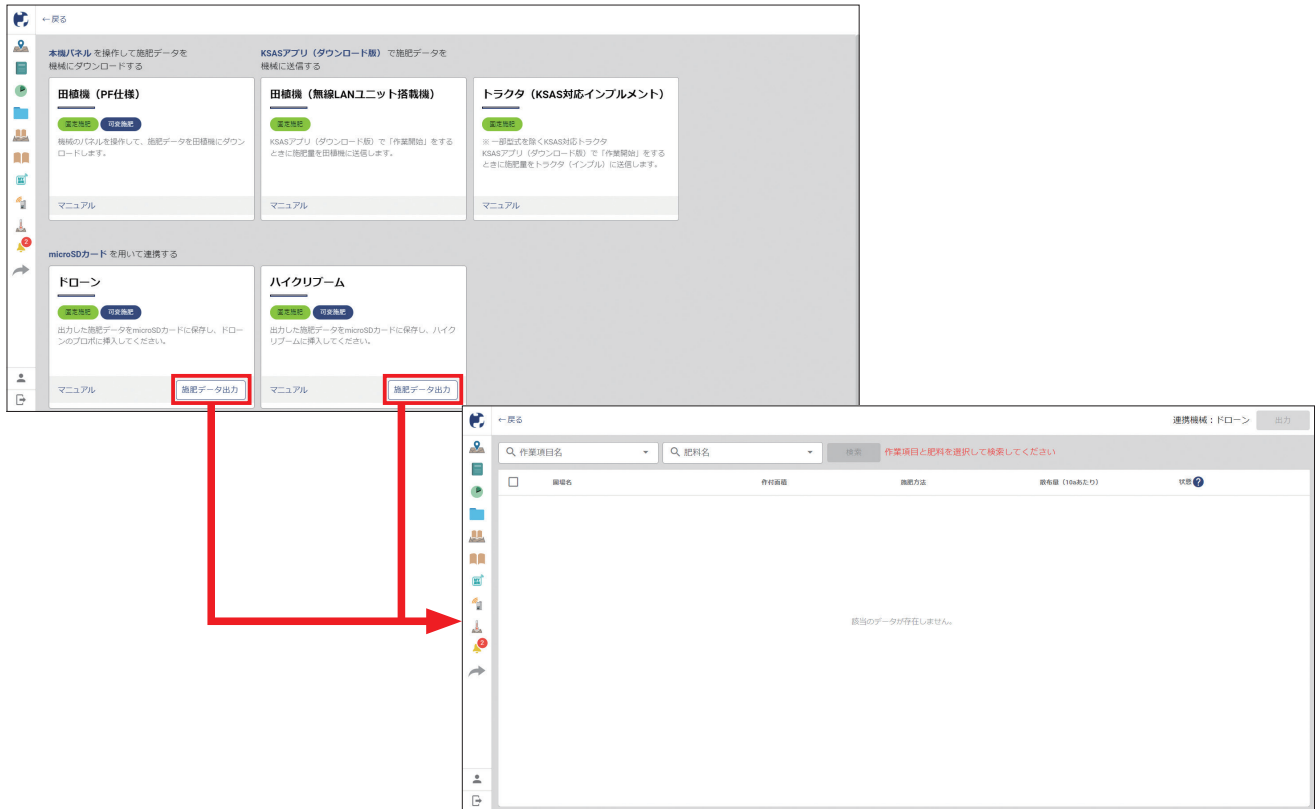 ←戻る
本機パネル を操作して施肥データを
機械にダウンロードする
KSASアプリ（ダウンロード版） で施肥データを
機械に送信する
田植機（PF仕様）
固定施肥 可変施肥
機械のパネルを操作して、施肥データを田植機にダウン
ロードします。
マニュアル
田植機（無線LANユニット搭載機）
固定施肥
KSASアプリ（ダウンロード版）で「作業開始」をする
ときに施肥量を田植機に送信します。
マニュアル
トラクタ（KSAS対応インプルメント）
固定施肥
※一部型式を除くKSAS対応トラクタ
KSASアプリ（ダウンロード版）で「作業開始」をする
ときに施肥量をトラクタ（インプル）に送信します。
マニュアル
microSDカード を用いて連携する
ドローン
固定施肥 可変施肥
出力した施肥データをmicroSDカードに保存し、ドロー
ンのプロポに挿入してください。
マニュアル 施肥データ出力
ハイクリブーム
固定施肥 可変施肥
出力した施肥データをmicroSDカードに保存し、ハイク
リブームに挿入してください。
マニュアル 施肥データ出力
2
←戻る 連携機械：ドローン 出力
作業項目名 肥料名 検索 作業項目と肥料を選択して検索してください
圃場名 作付面積 施肥方法 散布量（10aあたり） 状態 ?
該当のデータが存在しません。
2